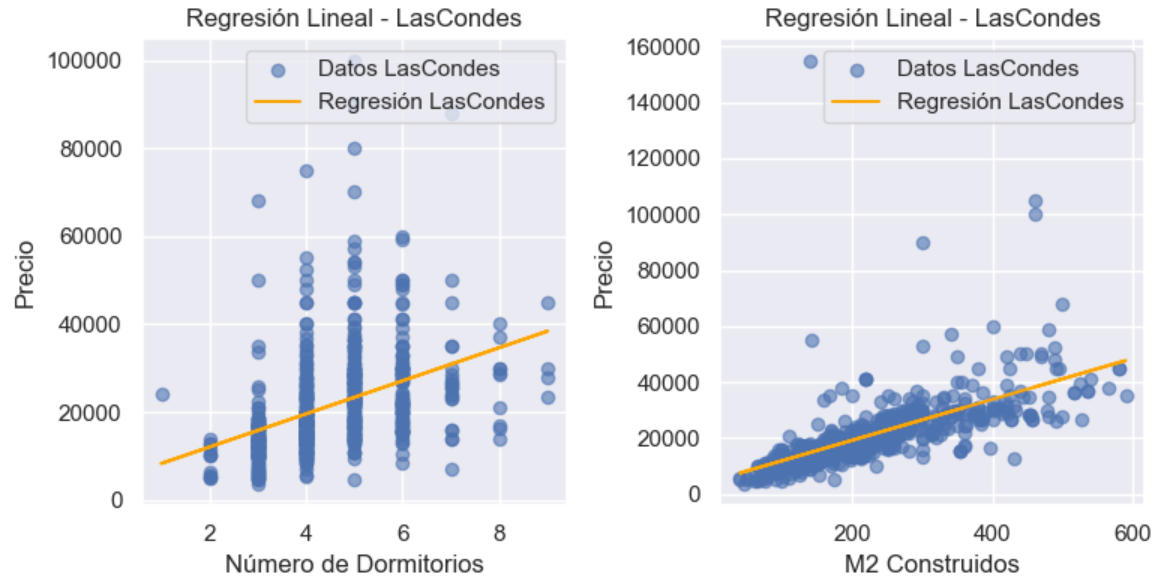 Regresión Lineal - LasCondes
Datos LasCondes
Regresión LasCondes
100000
80000
60000
40000
20000
0
Precio
2 4 6 8
Número de Dormitorios
Regresión Lineal - LasCondes
Datos LasCondes
Regresión LasCondes
160000
140000
120000
100000
80000
60000
40000
20000
0
Precio
200 400 600
M2 Construidos